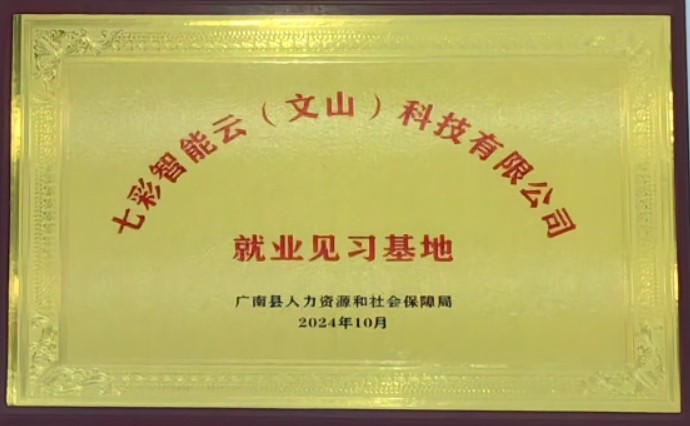 七彩智能云（文山）科技有限公司
就业见习基地
广南县人力资源和社会保障局
2024年10月